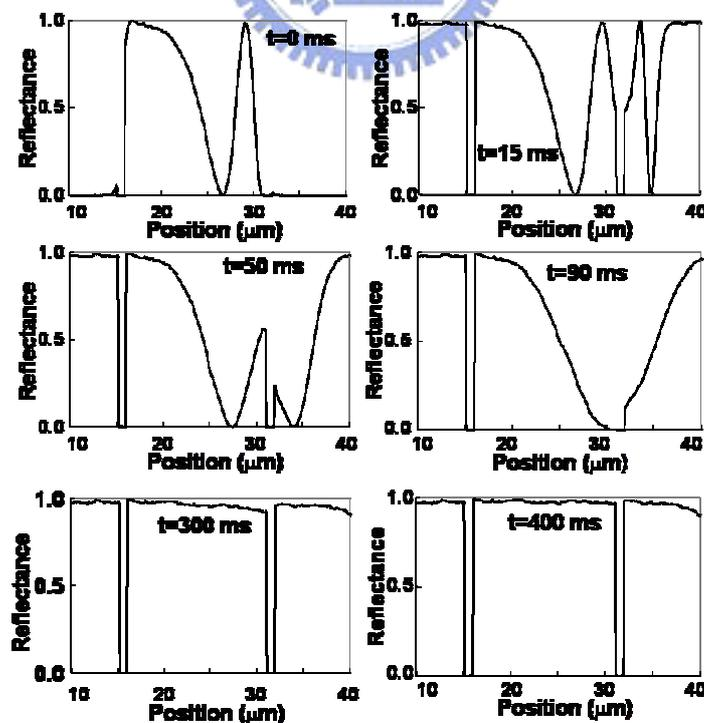 1.0
0.5
0.0
Reflectance
t=0 ms
10 20 30 40
Position (μm)
1.0
0.5
0.0
Reflectance
t=15 ms
10 20 30 40
Position (μm)
1.0
0.5
0.0
Reflectance
t=50 ms
10 20 30 40
Position (μm)
1.0
0.5
0.0
Reflectance
t=90 ms
10 20 30 40
Position (μm)
1.0
0.5
0.0
Reflectance
t=300 ms
10 20 30 40
Position (μm)
1.0
0.5
0.0
Reflectance
t=400 ms
10 20 30 40
Position (μm)